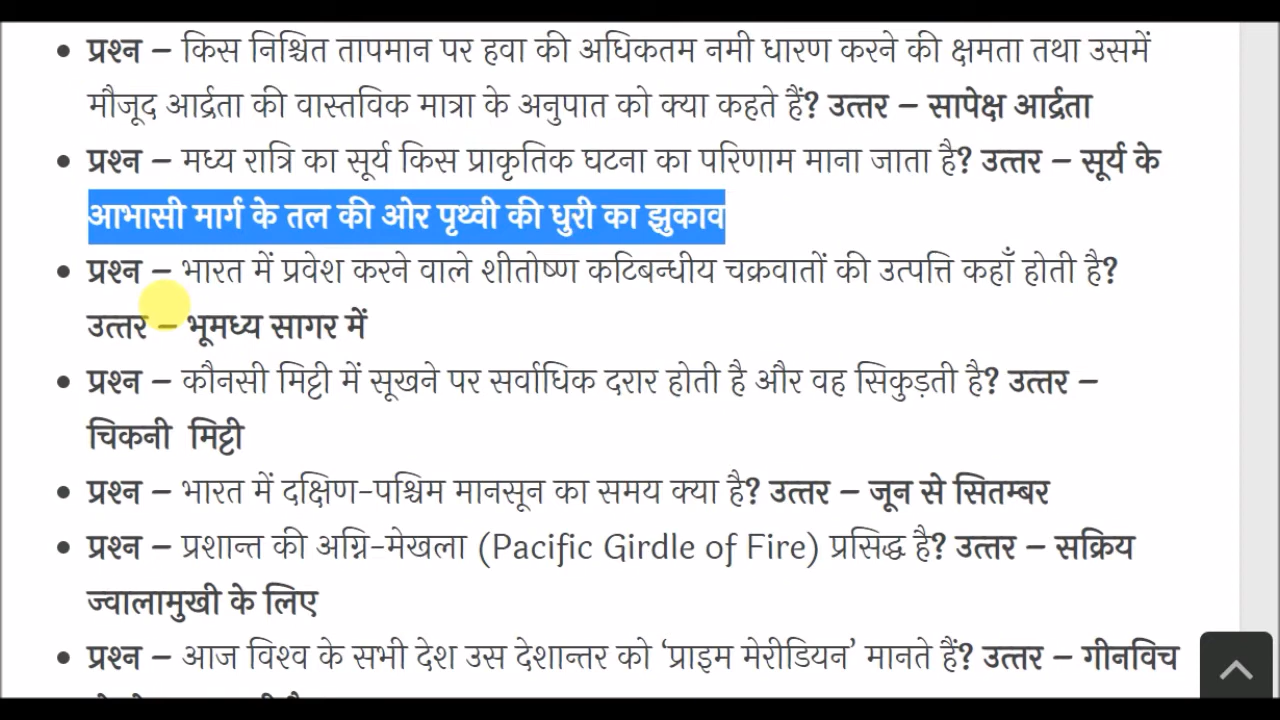 प्रश्न – किस निश्चित तापमान पर हवा की अधिकतम नमी धारण करने की क्षमता तथा उसमें
मौजूद आर्द्रता की वास्तविक मात्रा के अनुपात को क्या कहते हैं? उत्तर – सापेक्ष आर्द्रता
प्रश्न – मध्य रात्रि का सूर्य किस प्राकृतिक घटना का परिणाम माना जाता है? उत्तर – सूर्य के
आभासी मार्ग के तल की ओर पृथ्वी की धुरी का झुकाव
प्रश्न – भारत में प्रवेश करने वाले शीतोष्ण कटिबन्धीय चक्रवातों की उत्पत्ति कहाँ होती है?
उत्तर – भूमध्य सागर में
प्रश्न – कौनसी मिट्टी में सूखने पर सर्वाधिक दरार होती है और वह सिकुड़ती है? उत्तर –
चिकनी मिट्टी
प्रश्न – भारत में दक्षिण-पश्चिम मानसून का समय क्या है? उत्तर – जून से सितम्बर
प्रश्न – प्रशान्त की अग्नि-मेखला (Pacific Girdle of Fire) प्रसिद्ध है? उत्तर – सक्रिय
ज्वालामुखी के लिए
प्रश्न – आज विश्व के सभी देश उस देशान्तर को ‘प्राइम मेरीडियन’ मानते हैं? उत्तर – गीनविच